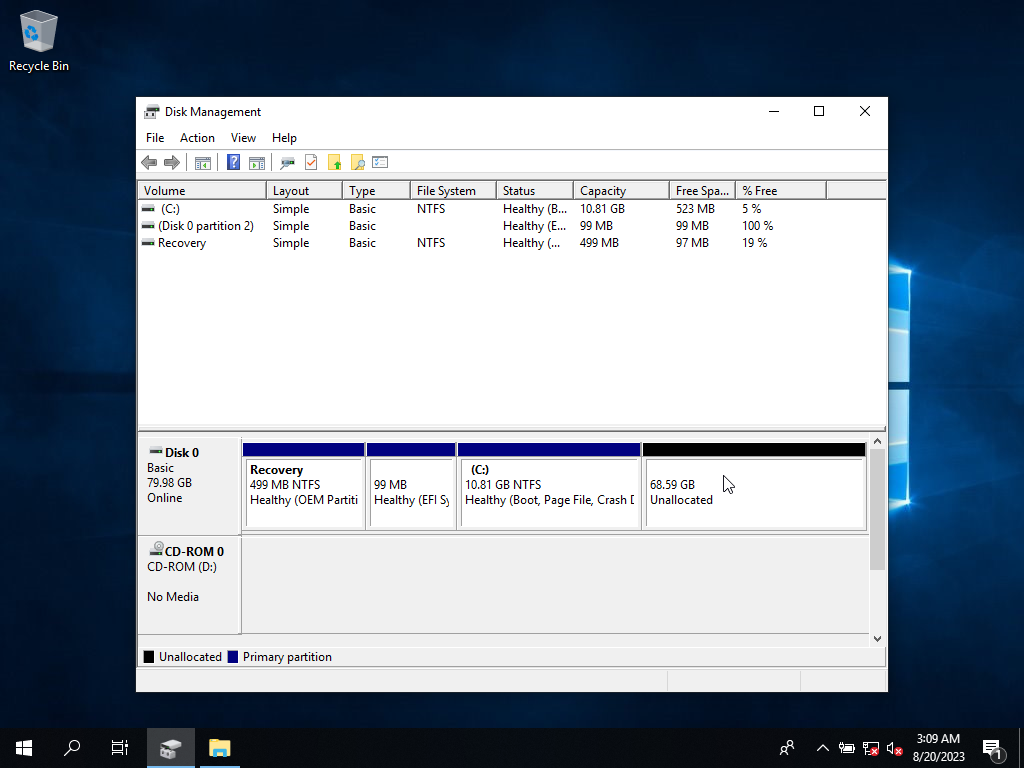 Recycle Bin
Disk Management
File Action View Help
Volume Layout Type File System Status Capacity Free Spa... % Free
(C:) Simple Basic NTFS Healthy (B... 10.81 GB 523 MB 5 %
(Disk 0 partition 2) Simple Basic Healthy (E... 99 MB 99 MB 100 %
Recovery Simple Basic NTFS Healthy (... 499 MB 97 MB 19 %
Disk 0
Basic
79.98 GB
Online
Recovery
499 MB NTFS
Healthy (OEM Partiti
99 MB
Healthy (EFI Sy
(C:)
10.81 GB NTFS
Healthy (Boot, Page File, Crash D
68.59 GB
Unallocated
CD-ROM 0
CD-ROM (D:)
No Media
Unallocated Primary partition
3:09 AM
8/20/2023
1